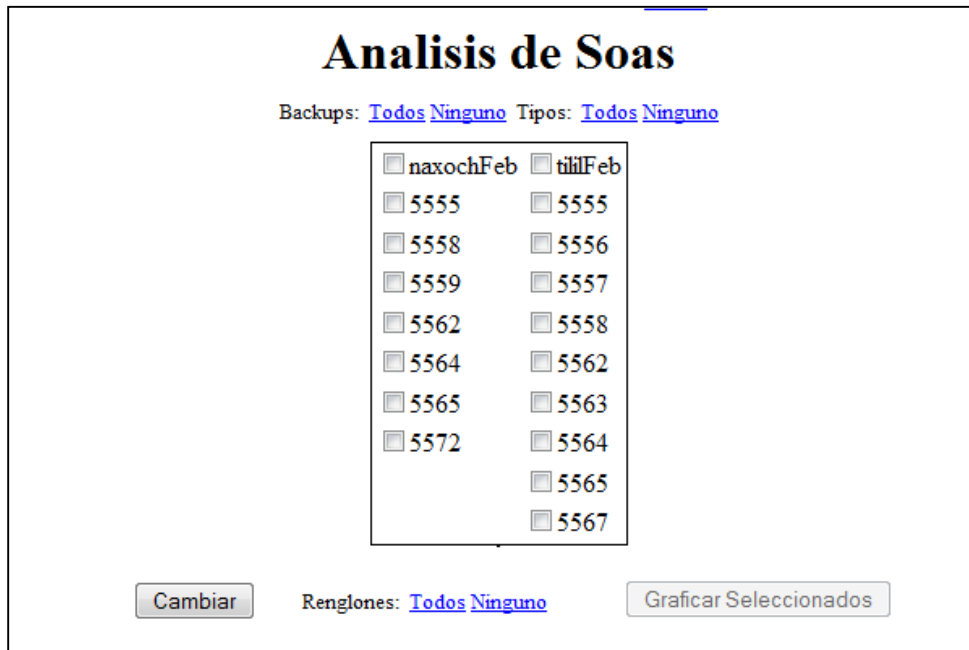 Analisis de Soas
Backups: Todos Ninguno Tipos: Todos Ninguno
naxochFeb tililFeb
5555 5555
5558 5556
5559 5557
5562 5558
5564 5562
5565 5563
5572 5564
5565
5567
Cambiar Renglones: Todos Ninguno Graficar Seleccionados